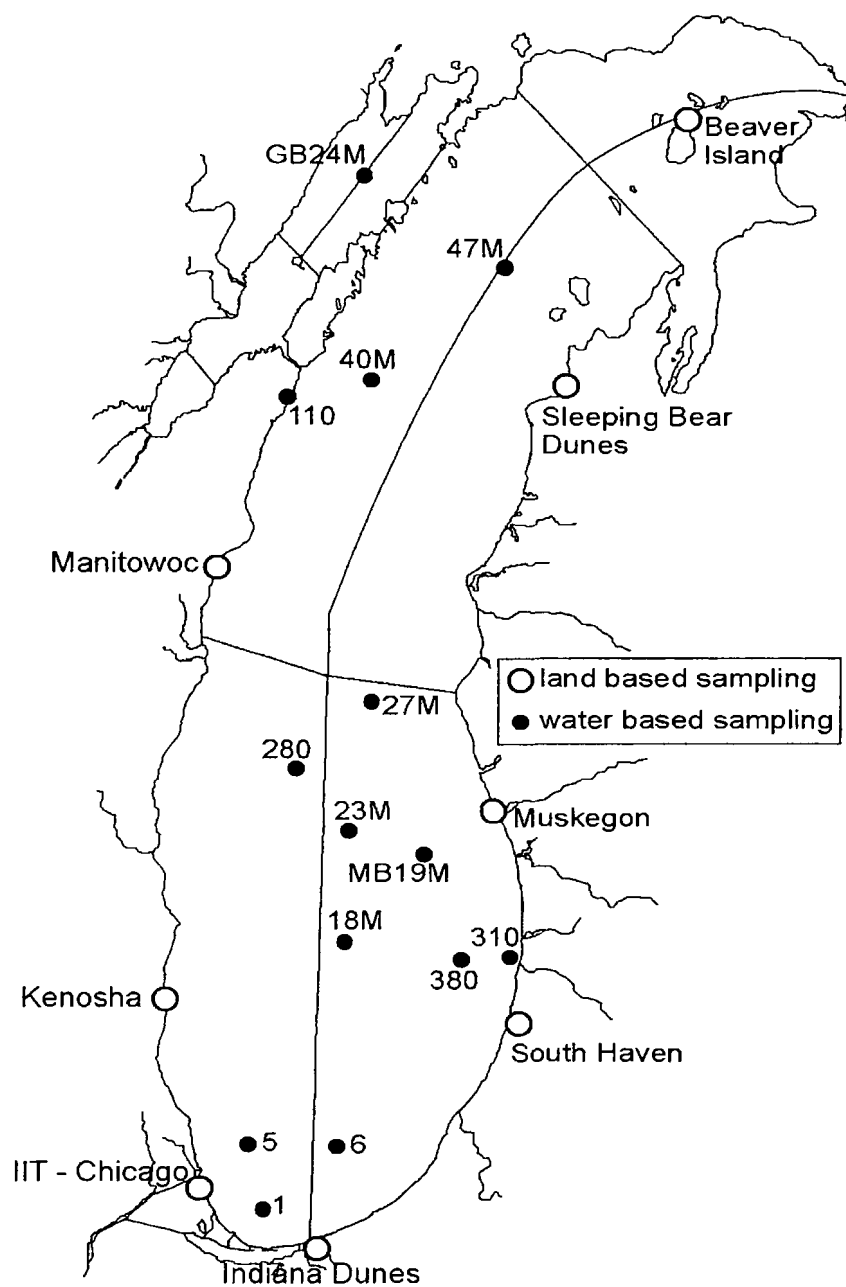 Beaver
Island
GB24M
47M
40M
110
Sleeping Bear
Dunes
Manitowoc
land based sampling
water based sampling
27M
280
23M
Muskegon
MB19M
18M
310
380
Kenosha
South Haven
5
6
IIT - Chicago
1
Indiana Dunes